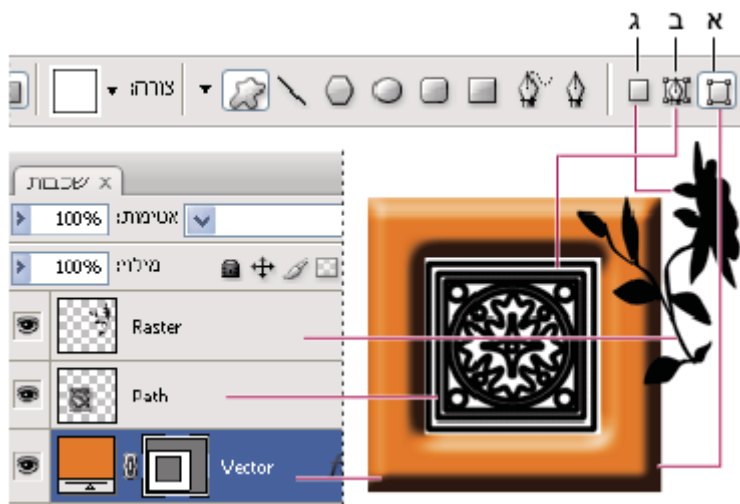 א ב ג
צורה:
שכבות
אטימות: 100%
מילוי: 100%
Raster
Path
Vector